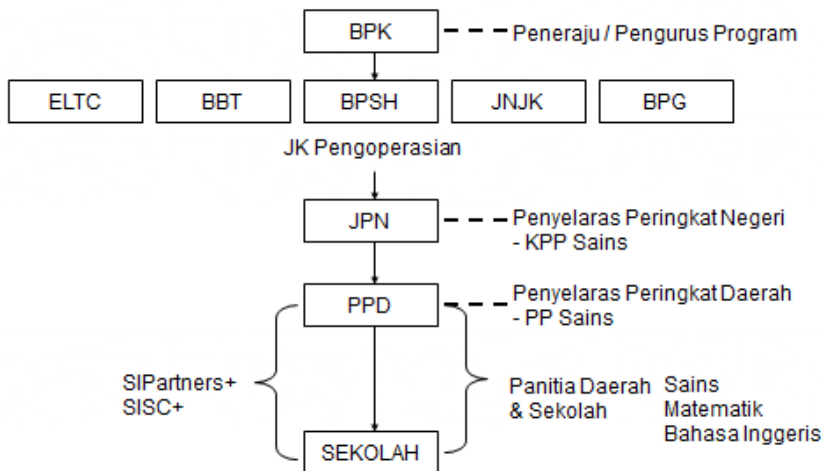 BPK
Peneraju / Pengurus Program
ELTC
BBT
BPSH
JNJK
BPG
JK Pengoperasian
JPN
Penyelaras Peringkat Negeri
- KPP Sains
PPD
Penyelaras Peringkat Daerah
- PP Sains
SIPartners+
SISC+
Panitia Daerah
& Sekolah
Sains
Matematik
Bahasa Inggeris
SEKOLAH